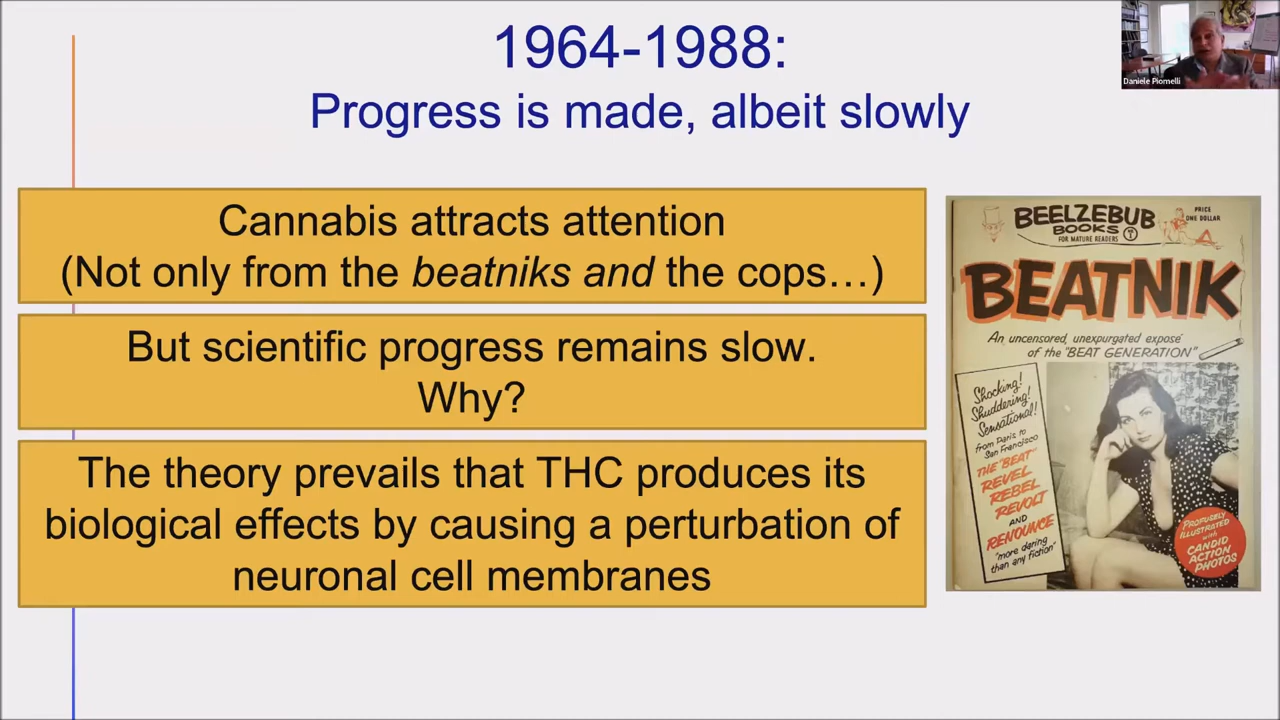 1964-1988:
Progress is made, albeit slowly
Daniele Piomelli
Cannabis attracts attention
(Not only from the beatniks and the cops…)
But scientific progress remains slow.
Why?
The theory prevails that THC produces its
biological effects by causing a perturbation of
neuronal cell membranes
BEELZEBUB
BOOKS 1
FOR MATURE READERS
PRICE
ONE DOLLAR
BEATNIK
An uncensored, unexpurgated exposé
of the "BEAT GENERATION"
Shocking!
Shuddering!
Sensational!
from Paris to
San Francisco
THE "BEAT"
REVEL
REBEL
REVOLT
AND
RENOUNCE
"more daring
than any fiction"
PROFUSELY
ILLUSTRATED
with
CANDID
ACTION
PHOTOS